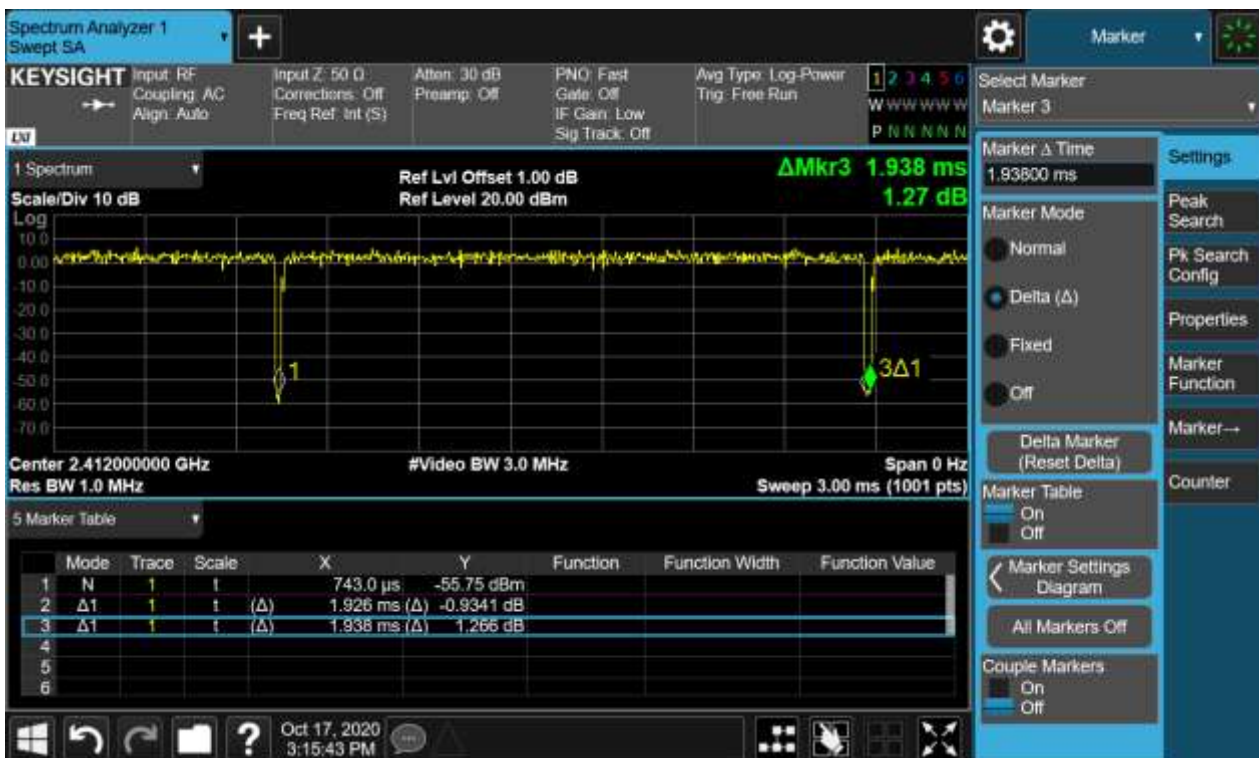 Spectrum Analyzer 1
Swept SA
+
Marker
KEYSIGHT
Input: RF
Coupling: AC
Align: Auto
Input Z: 50 Ω
Corrections: Off
Freq Ref: Int (S)
Atten: 30 dB
Preamp: Off
PNO: Fast
Gate: Off
IF Gain: Low
Sig Track: Off
Avg Type: Log-Power
Trig: Free Run
1 2 3 4 5 6
W W W W W W
P N N N N N
LXI
1 Spectrum
Scale/Div 10 dB
Ref Lvl Offset 1.00 dB
Ref Level 20.00 dBm
ΔMkr3 1.938 ms
1.27 dB
Log
10.0
0.00
-10.0
-20.0
-30.0
-40.0
-50.0
-60.0
-70.0
1
3Δ1
Center 2.412000000 GHz
#Video BW 3.0 MHz
Span 0 Hz
Res BW 1.0 MHz
Sweep 3.00 ms (1001 pts)
5 Marker Table
Mode Trace Scale X Y Function Function Width Function Value
1 N 1 t 743.0 µs -55.75 dBm
2 Δ1 1 t (Δ) 1.926 ms (Δ) -0.9341 dB
3 Δ1 1 t (Δ) 1.938 ms (Δ) 1.266 dB
4
5
6
?
Oct 17, 2020
3:15:43 PM
Select Marker
Marker 3
Marker Δ Time
1.93800 ms
Marker Mode
Normal
Delta (Δ)
Fixed
Off
Delta Marker
(Reset Delta)
Marker Table
On
Off
Marker Settings
Diagram
All Markers Off
Couple Markers
On
Off
Settings
Peak
Search
Pk Search
Config
Properties
Marker
Function
Marker→
Counter